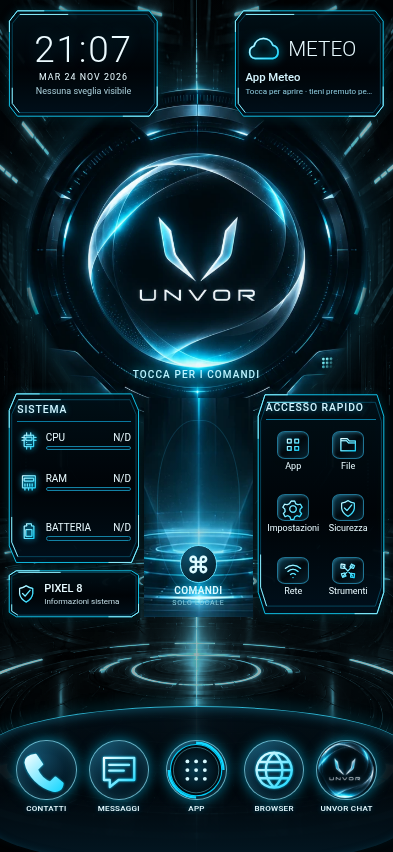 21:07
MAR 24 NOV 2026
Nessuna sveglia visibile
METEO
App Meteo
Tocca per aprire · tieni premuto pe...
UNVOR
TOCCA PER I COMANDI
SISTEMA
CPU N/D
RAM N/D
BATTERIA N/D
PIXEL 8
Informazioni sistema
COMANDI
SOLO LOCALE
ACCESSO RAPIDO
App File
Impostazioni Sicurezza
Rete Strumenti
CONTATTI MESSAGGI APP BROWSER UNVOR CHAT
UNVOR